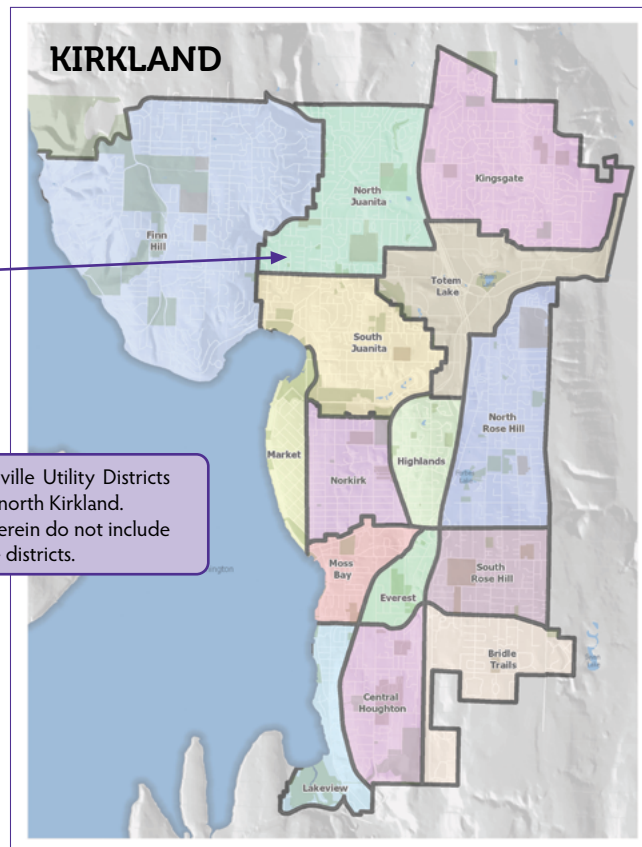 KIRKLAND
North
Juanita
Kingsgate
Finn
Hill
Totem
Lake
South
Juanita
North
Rose Hill
Market
Highlands
Norkirk
ville Utility Districts
north Kirkland.
erein do not include
districts.
Moss
Bay
South
Rose Hill
Everest
Bridle
Trails
Central
Houghton
Lakeview